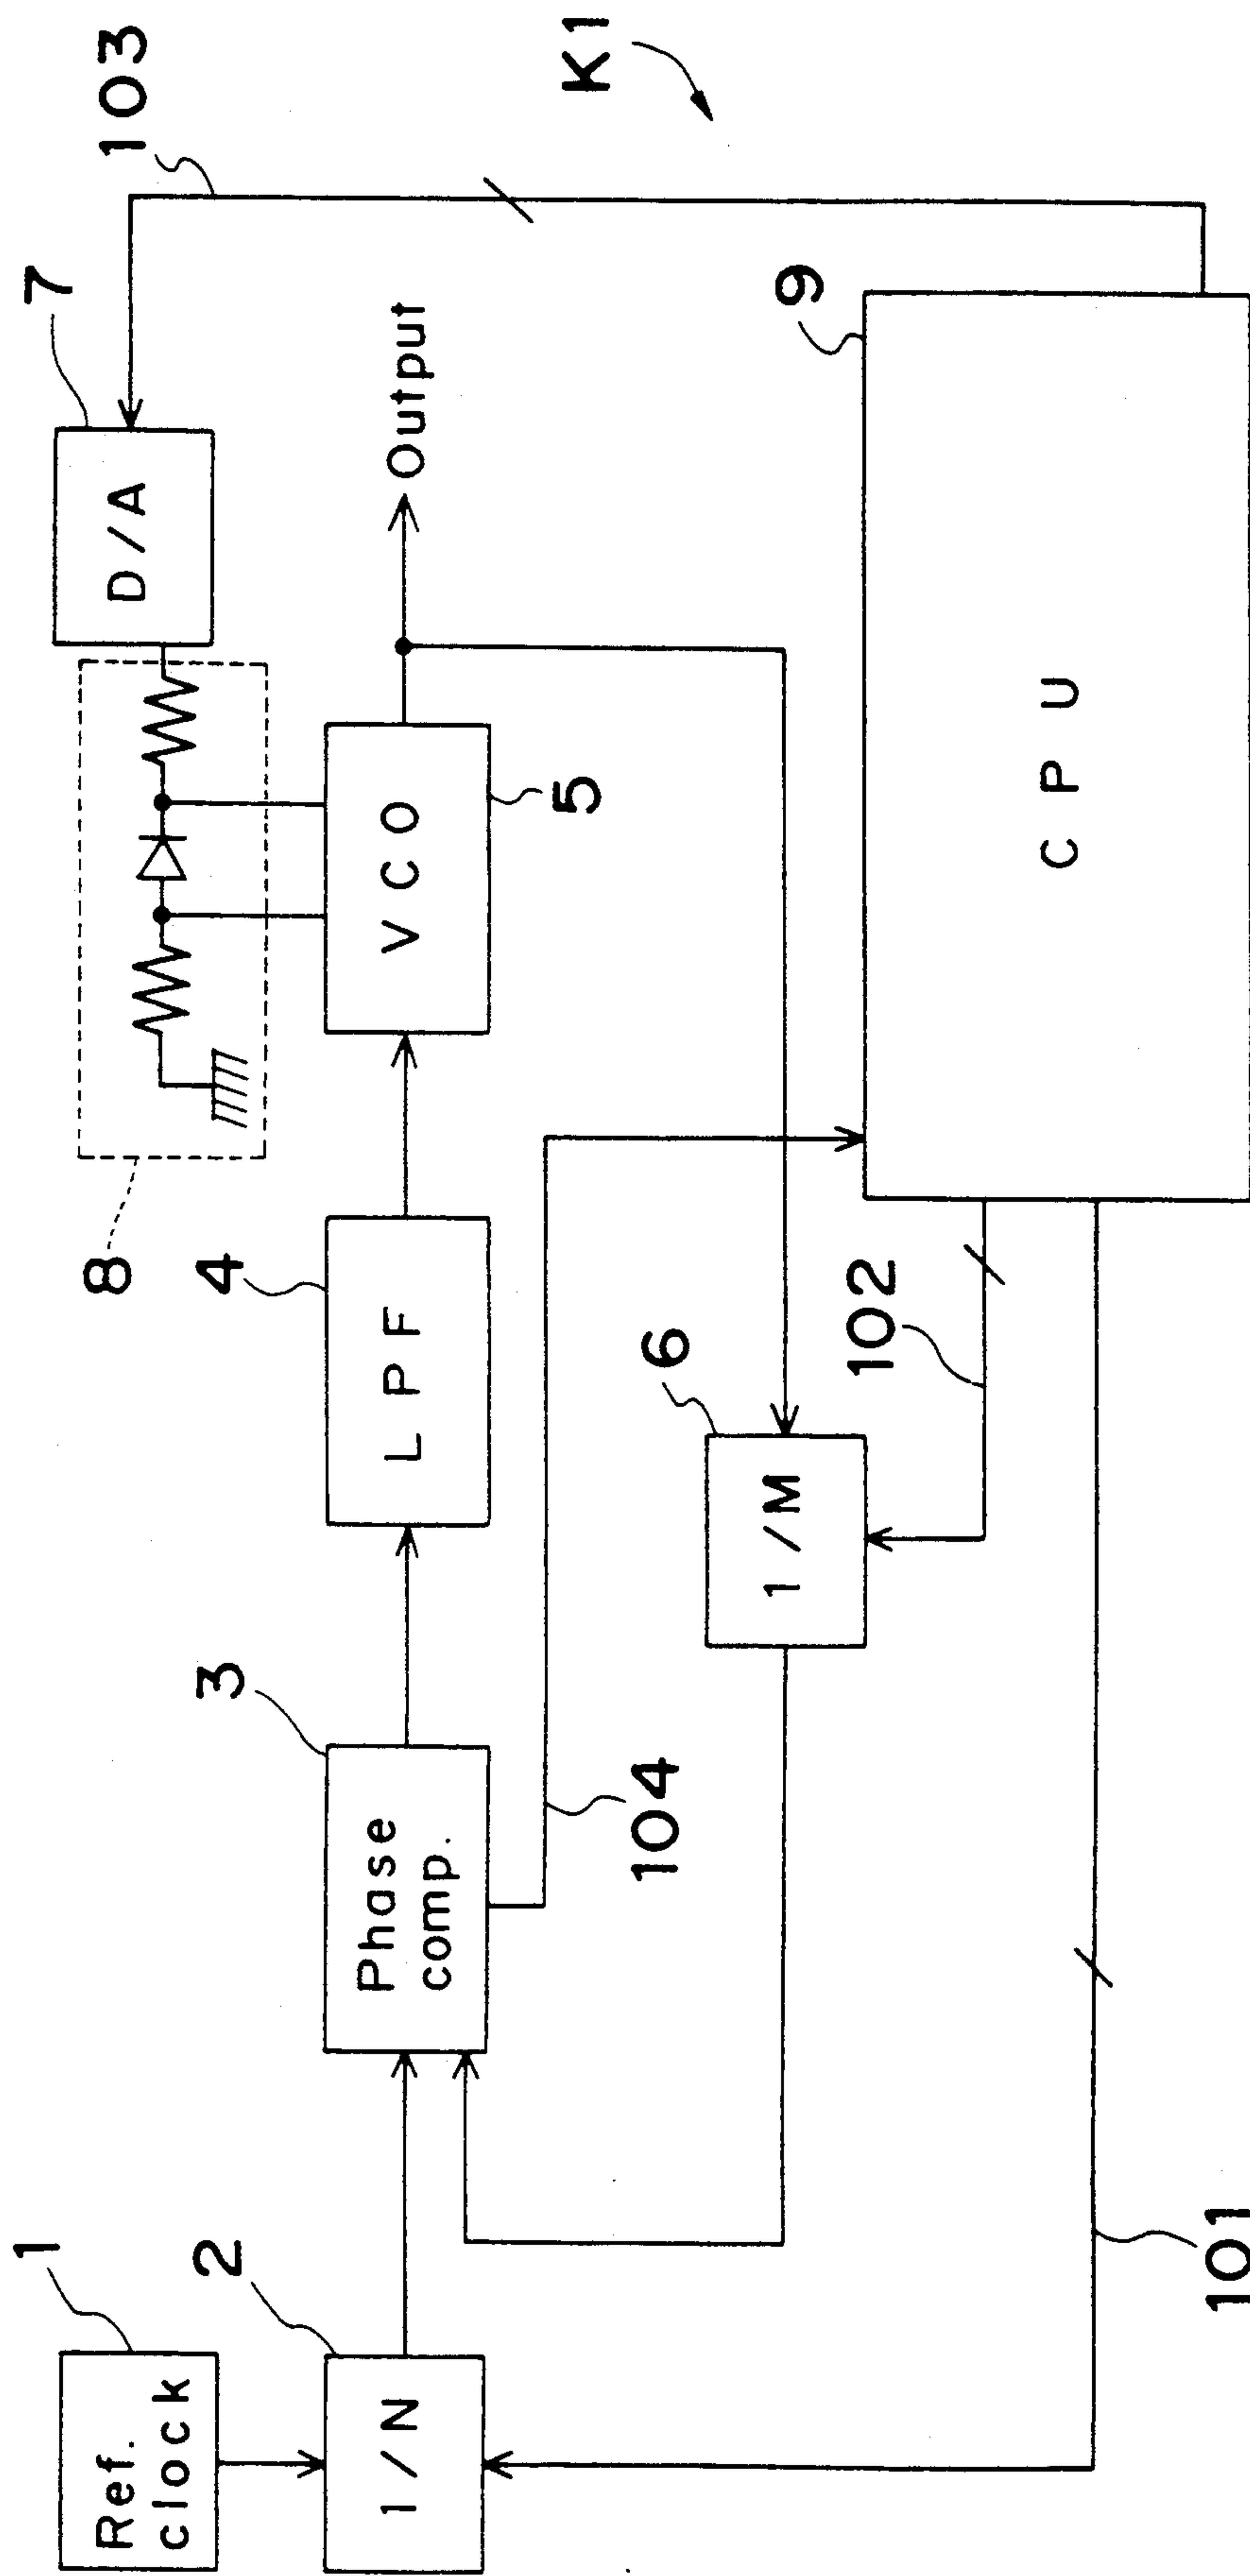 1
Ref.
clock
2
1/N
3
Phase
comp.
4
LPF
8
VCO
5
7
D/A
103
Output
K1
104
6
1/M
102
9
CPU
101